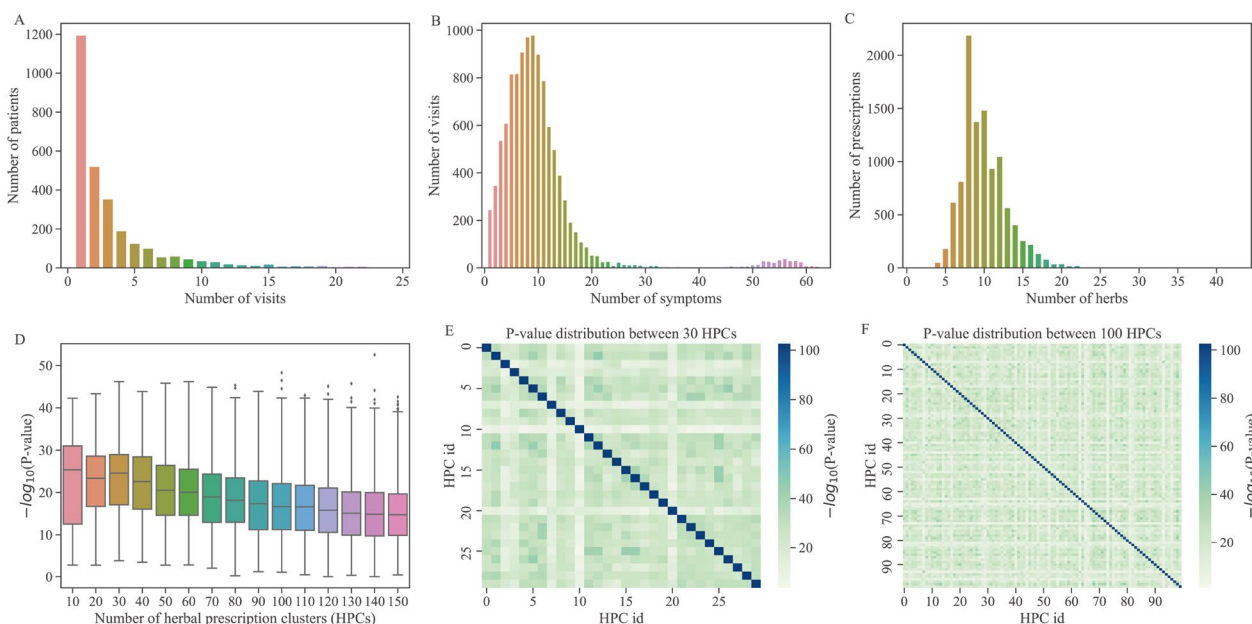 A
Number of patients
1200
1000
800
600
400
200
0
0 5 10 15 20 25
Number of visits
B
Number of visits
1000
800
600
400
200
0
0 10 20 30 40 50 60
Number of symptoms
C
Number of prescriptions
2000
1500
1000
500
0
0 5 10 15 20 30 40
Number of herbs
D
−log10(P-value)
50
40
30
20
10
0
10 20 30 40 50 60 70 80 90 100 110 120 130 140 150
Number of herbal prescription clusters (HPCs)
E
P-value distribution between 30 HPCs
HPC id
0
5
10
15
20
25
0 5 10 15 20 25
HPC id
100
80
60
40
20
−log10(P-value)
F
P-value distribution between 100 HPCs
HPC id
0
10
20
30
40
50
60
70
80
90
0 10 20 30 40 50 60 70 80 90
HPC id
100
80
60
40
20
−log10(P-value)